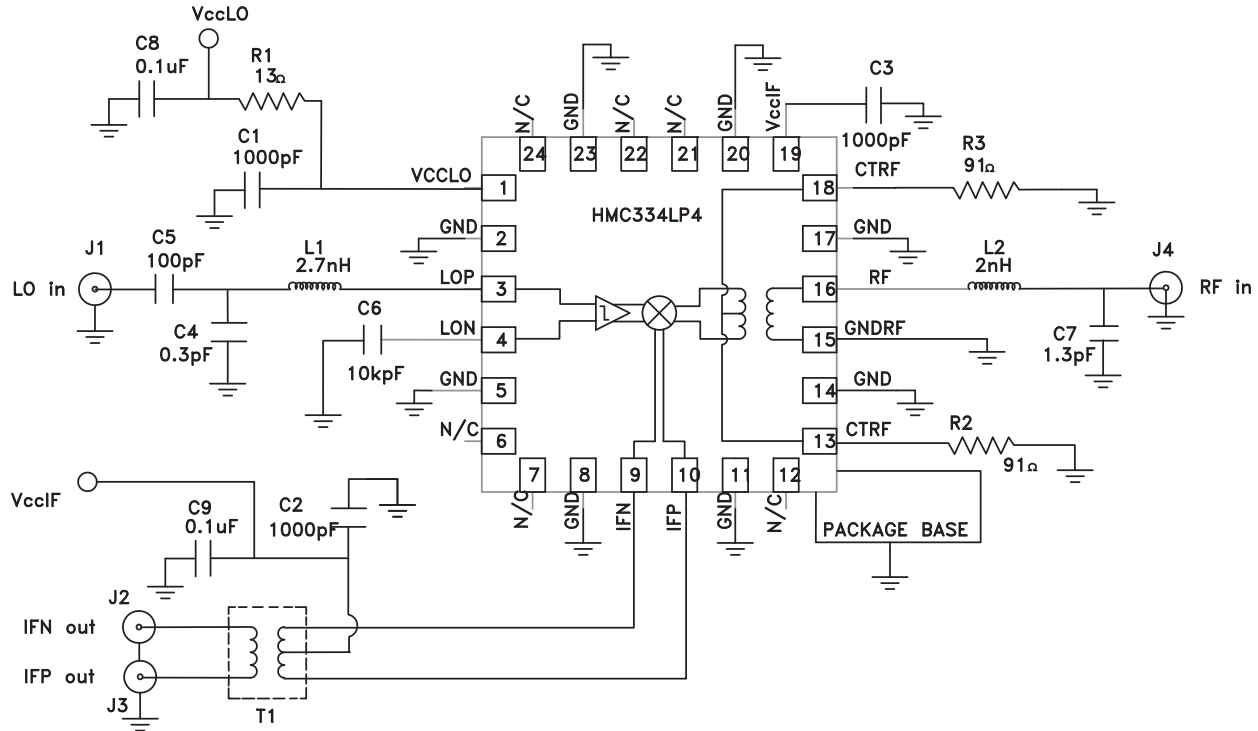 VccLO
C8
0.1uF
R1
13Ω
C1
1000pF
VCCLO
GND
J1
LO in
C5
100pF
L1
2.7nH
LOP
C4
0.3pF
C6
10kpF
LON
GND
N/C
N/C
GND
N/C
N/C
GND
VccIF
24
23
22
21
20
19
C3
1000pF
HMC334LP4
1
2
3
4
5
6
7
8
9
10
11
12
18
17
16
15
14
13
CTRF
R3
91Ω
GND
RF
L2
2nH
J4
RF in
GNDRF
C7
1.3pF
GND
CTRF
R2
91Ω
N/C
GND
IFN
IFP
GND
N/C
PACKAGE BASE
VccIF
C9
0.1uF
C2
1000pF
J2
IFN out
IFP out
J3
T1